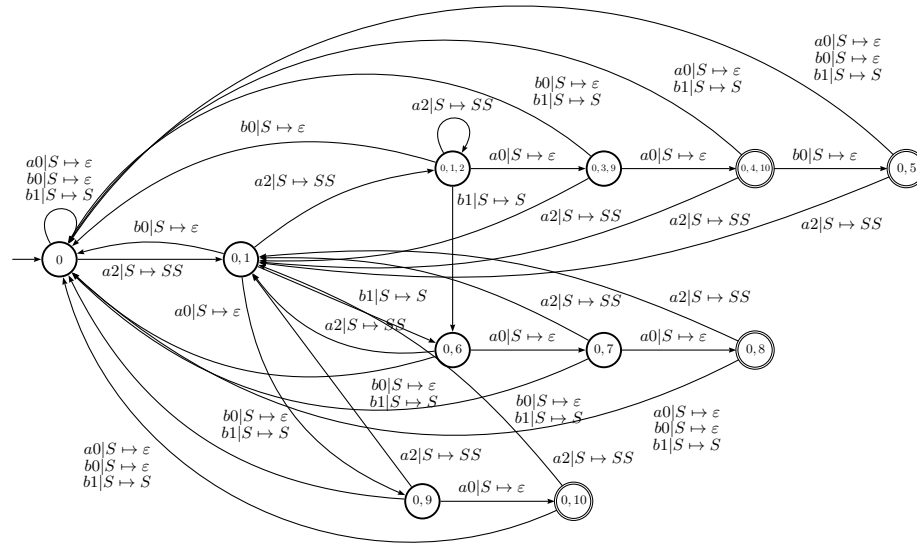 a0|S ↦ ε
b0|S ↦ ε
b1|S ↦ S
a0|S ↦ ε
b1|S ↦ S
b0|S ↦ ε
b1|S ↦ S
a2|S ↦ SS
b0|S ↦ ε
a0|S ↦ ε
b0|S ↦ ε
b1|S ↦ S
0,1,2
a0|S ↦ ε
0,3,9
a0|S ↦ ε
0,4,10
b0|S ↦ ε
0,5
a2|S ↦ SS
b1|S ↦ S
a2|S ↦ SS
a2|S ↦ SS
a2|S ↦ SS
b0|S ↦ ε
0
a2|S ↦ SS
0,1
b1|S ↦ S
a2|S ↦ SS
a2|S ↦ SS
a0|S ↦ ε
a2|S ↦ SS
0,6
a0|S ↦ ε
0,7
a0|S ↦ ε
0,8
b0|S ↦ ε
b1|S ↦ S
b0|S ↦ ε
b1|S ↦ S
b0|S ↦ ε
b1|S ↦ S
a0|S ↦ ε
b0|S ↦ ε
b1|S ↦ S
a0|S ↦ ε
b0|S ↦ ε
b1|S ↦ S
a2|S ↦ SS
a2|S ↦ SS
0,9
a0|S ↦ ε
0,10